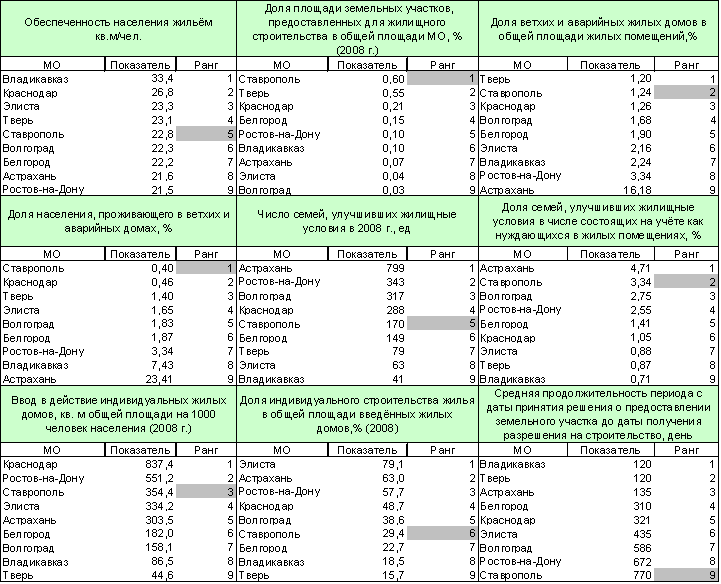 Обеспеченность населения жильём
кв.м/чел.
МО Показатель Ранг
Владикавказ 33,4 1
Краснодар 26,8 2
Элиста 23,3 3
Тверь 23,1 4
Ставрополь 22,8 5
Волгоград 22,3 6
Белгород 22,2 7
Астрахань 21,6 8
Ростов-на-Дону 21,5 9
Доля площади земельных участков,
предоставленных для жилищного
строительства в общей площади МО, %
(2008 г.)
МО Показатель Ранг
Ставрополь 0,60 1
Тверь 0,55 2
Краснодар 0,21 3
Белгород 0,15 4
Ростов-на-Дону 0,10 5
Владикавказ 0,10 6
Астрахань 0,07 7
Элиста 0,04 8
Волгоград 0,03 9
Доля ветхих и аварийных жилых домов в
общей площади жилых помещений,%
МО Показатель Ранг
Тверь 1,20 1
Ставрополь 1,24 2
Краснодар 1,26 3
Волгоград 1,68 4
Белгород 1,90 5
Элиста 2,16 6
Владикавказ 2,24 7
Ростов-на-Дону 3,34 8
Астрахань 16,18 9
Доля населения, проживающего в ветхих и
аварийных домах, %
МО Показатель Ранг
Ставрополь 0,40 1
Краснодар 0,46 2
Тверь 1,40 3
Элиста 1,65 4
Волгоград 1,83 5
Белгород 1,87 6
Ростов-на-Дону 3,34 7
Владикавказ 7,43 8
Астрахань 23,41 9
Число семей, улучшивших жилищные
условия в 2008 г., ед
МО Показатель Ранг
Астрахань 799 1
Ростов-на-Дону 343 2
Волгоград 317 3
Краснодар 288 4
Ставрополь 170 5
Белгород 149 6
Тверь 79 7
Элиста 63 8
Владикавказ 41 9
Доля семей, улучшивших жилищные
условия в числе состоящих на учёте как
нуждающихся в жилых помещениях, %
МО Показатель Ранг
Астрахань 4,71 1
Ставрополь 3,34 2
Волгоград 2,75 3
Ростов-на-Дону 2,55 4
Белгород 1,41 5
Краснодар 1,05 6
Элиста 0,88 7
Тверь 0,87 8
Владикавказ 0,71 9
Ввод в действие индивидуальных жилых
домов, кв. м общей площади на 1000
человек населения (2008 г.)
МО Показатель Ранг
Краснодар 837,4 1
Ростов-на-Дону 551,2 2
Ставрополь 354,4 3
Элиста 334,2 4
Астрахань 303,5 5
Белгород 182,0 6
Волгоград 158,1 7
Владикавказ 86,5 8
Тверь 44,6 9
Доля индивидуального строительства жилья
в общей площади введённых жилых
домов,% (2008)
МО Показатель Ранг
Элиста 79,1 1
Астрахань 63,0 2
Ростов-на-Дону 57,7 3
Краснодар 48,7 4
Волгоград 38,6 5
Ставрополь 29,4 6
Белгород 22,7 7
Владикавказ 18,5 8
Тверь 15,7 9
Средняя продолжительность периода с
даты принятия решения о предоставлении
земельного участка до даты получения
разрешения на строительство, день
МО Показатель Ранг
Владикавказ 120 1
Тверь 120 2
Астрахань 135 3
Белгород 310 4
Краснодар 321 5
Элиста 435 6
Волгоград 586 7
Ростов-на-Дону 672 8
Ставрополь 770 9